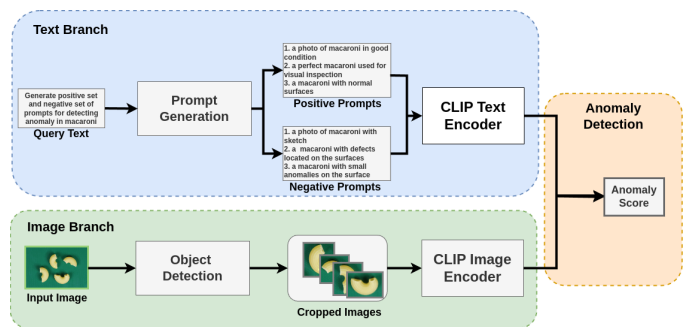 Text Branch
Generate positive set
and negative set of
prompts for detecting
anomaly in macaroni
Query Text
Prompt
Generation
1. a photo of macaroni in good
condition
2. a perfect macaroni used for
visual inspection
3. a macaroni with normal
surfaces
Positive Prompts
1. a photo of macaroni with
sketch
2. a  macaroni with defects
located on the surfaces
3. a macaroni with small
anomalies on the surface
Negative Prompts
CLIP Text
Encoder
Anomaly
Detection
Anomaly
Score
Image Branch
Input Image
Object
Detection
Cropped Images
CLIP Image
Encoder